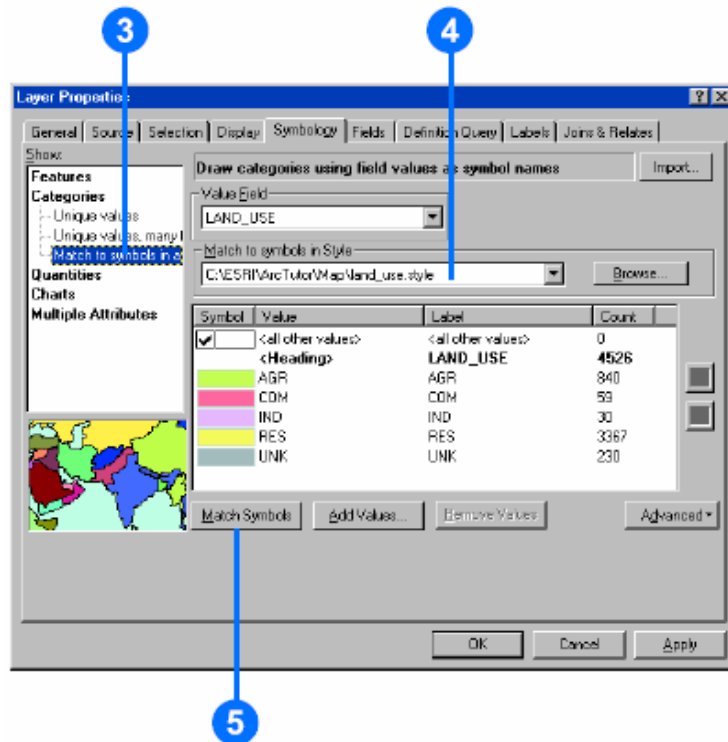 3 4
Layer Properties
General Source Selection Display Symbology Fields Definition Query Labels Joins & Relates
Show:
Features
Categories
Unique values
Unique values, many
Match to symbols in a
Quantities
Charts
Multiple Attributes
Draw categories using field values as symbol names
Import...
Value Field
LAND_USE
Match to symbols in Style
C:\ESRI\ArcTutor\Map\land_use.style
Browse...
Symbol Value Label Count
<all other values> <all other values> 0
<Heading> LAND_USE 4526
AGR AGR 840
COM COM 59
IND IND 30
RES RES 3367
UNK UNK 230
Match Symbols Add Values... Remove Values Advanced
OK Cancel Apply
5